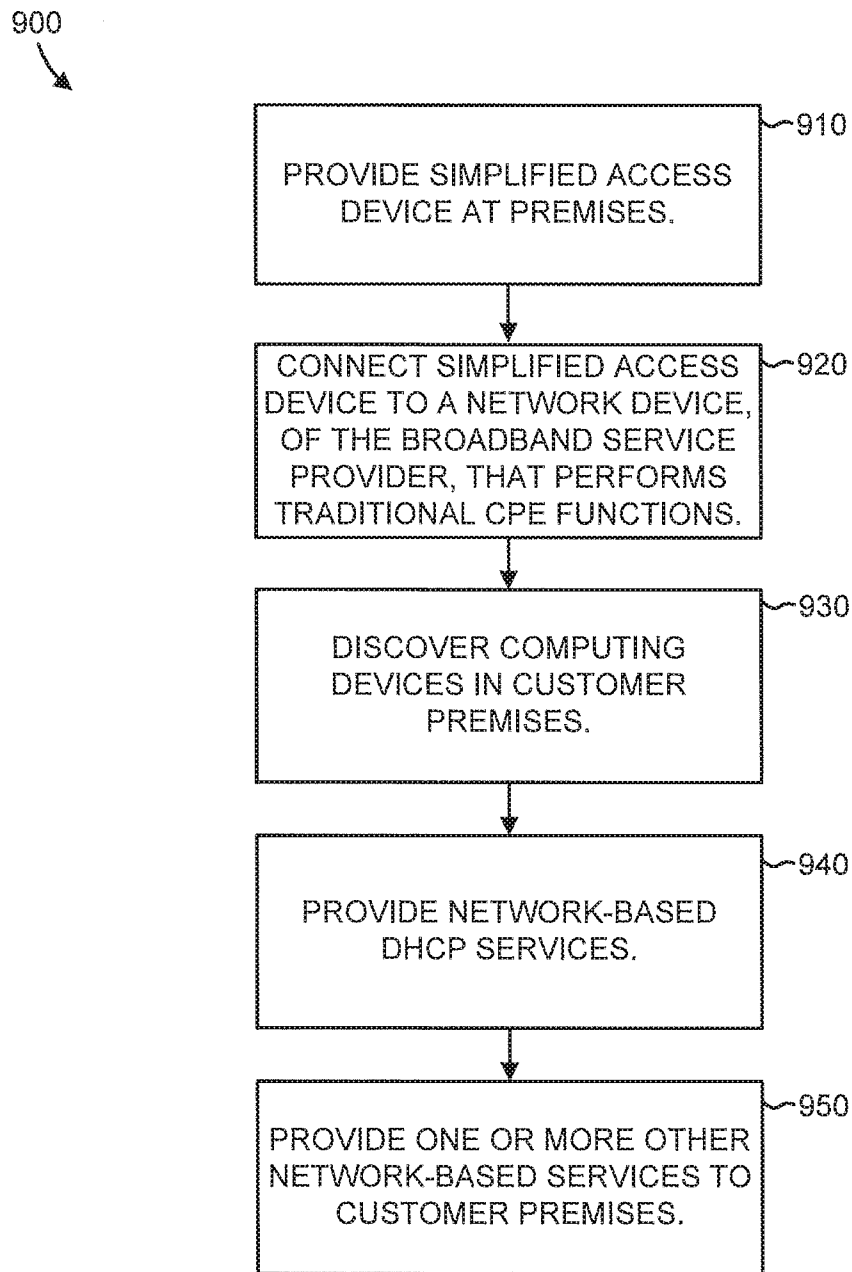 900
910
PROVIDE SIMPLIFIED ACCESS
DEVICE AT PREMISES.
920
CONNECT SIMPLIFIED ACCESS
DEVICE TO A NETWORK DEVICE,
OF THE BROADBAND SERVICE
PROVIDER, THAT PERFORMS
TRADITIONAL CPE FUNCTIONS.
930
DISCOVER COMPUTING
DEVICES IN CUSTOMER
PREMISES.
940
PROVIDE NETWORK-BASED
DHCP SERVICES.
950
PROVIDE ONE OR MORE OTHER
NETWORK-BASED SERVICES TO
CUSTOMER PREMISES.